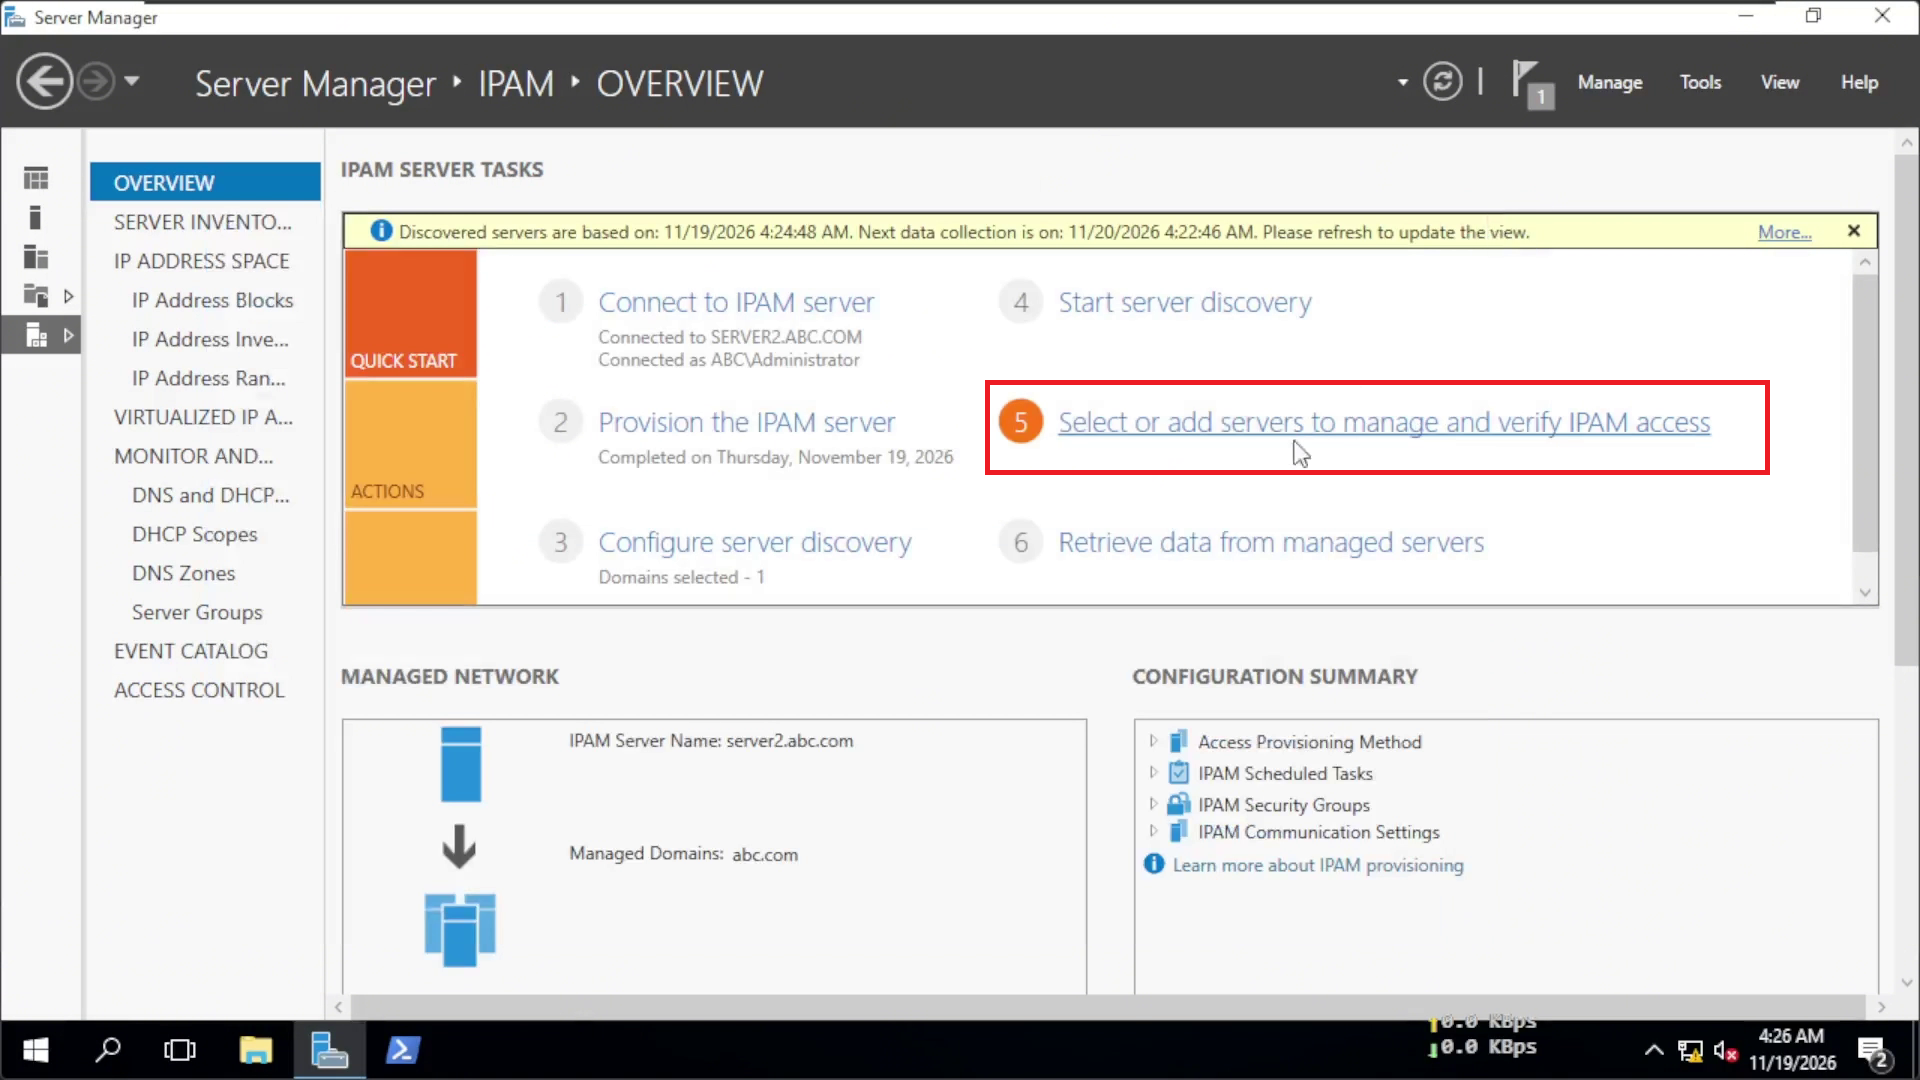 Server Manager
Server Manager ‣ IPAM ‣ OVERVIEW
1
Manage
Tools
View
Help
OVERVIEW
SERVER INVENTO...
IP ADDRESS SPACE
IP Address Blocks
IP Address Inve...
IP Address Ran...
VIRTUALIZED IP A...
MONITOR AND...
DNS and DHCP...
DHCP Scopes
DNS Zones
Server Groups
EVENT CATALOG
ACCESS CONTROL
IPAM SERVER TASKS
Discovered servers are based on: 11/19/2026 4:24:48 AM. Next data collection is on: 11/20/2026 4:22:46 AM. Please refresh to update the view.
More...
QUICK START
ACTIONS
1 Connect to IPAM server
Connected to SERVER2.ABC.COM
Connected as ABC\Administrator
2 Provision the IPAM server
Completed on Thursday, November 19, 2026
3 Configure server discovery
Domains selected - 1
4 Start server discovery
5 Select or add servers to manage and verify IPAM access
6 Retrieve data from managed servers
MANAGED NETWORK
IPAM Server Name: server2.abc.com
Managed Domains: abc.com
CONFIGURATION SUMMARY
Access Provisioning Method
IPAM Scheduled Tasks
IPAM Security Groups
IPAM Communication Settings
Learn more about IPAM provisioning
0.0 KBps
0.0 KBps
4:26 AM
11/19/2026
2